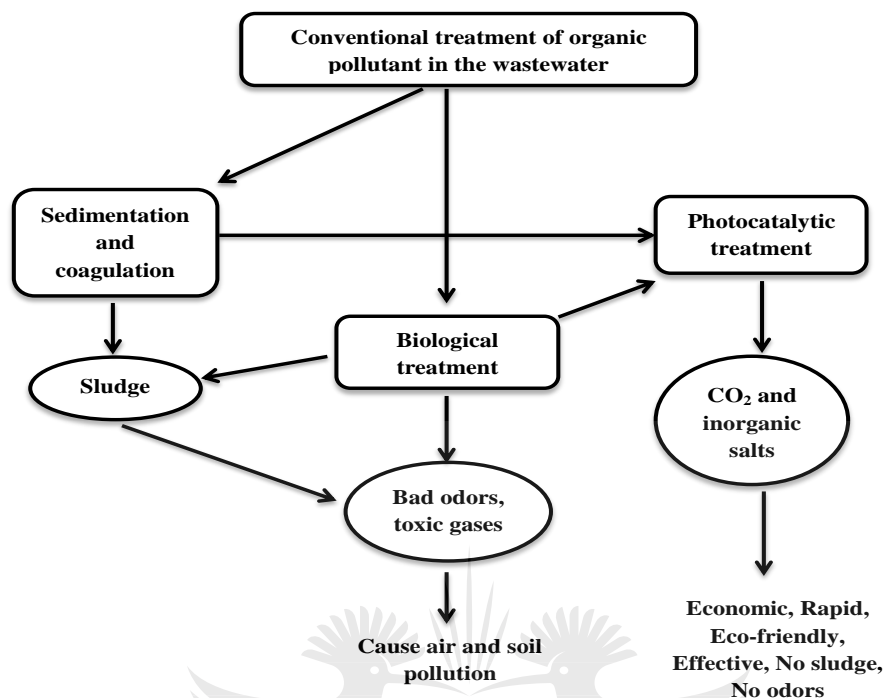 Conventional treatment of organic
pollutant in the wastewater
Sedimentation
and
coagulation
Photocatalytic
treatment
Biological
treatment
Sludge
CO₂ and
inorganic
salts
Bad odors,
toxic gases
Cause air and soil
pollution
Economic, Rapid,
Eco-friendly,
Effective, No sludge,
No odors